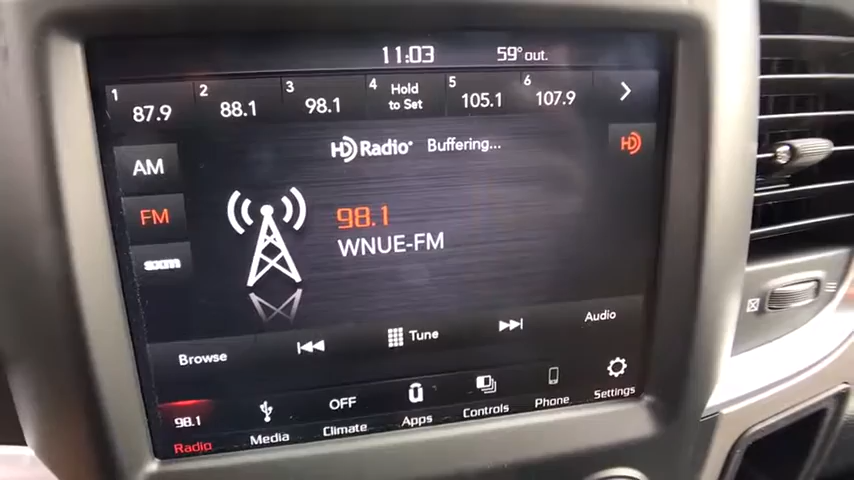 11:03 59° out.
1 87.9 2 88.1 3 98.1 4 Hold to Set 5 105.1 6 107.9
HD Radio Buffering... HD
AM
FM
98.1
WNUE-FM
sxm
Browse Tune Audio
98.1 OFF
Radio Media Climate Apps Controls Phone Settings